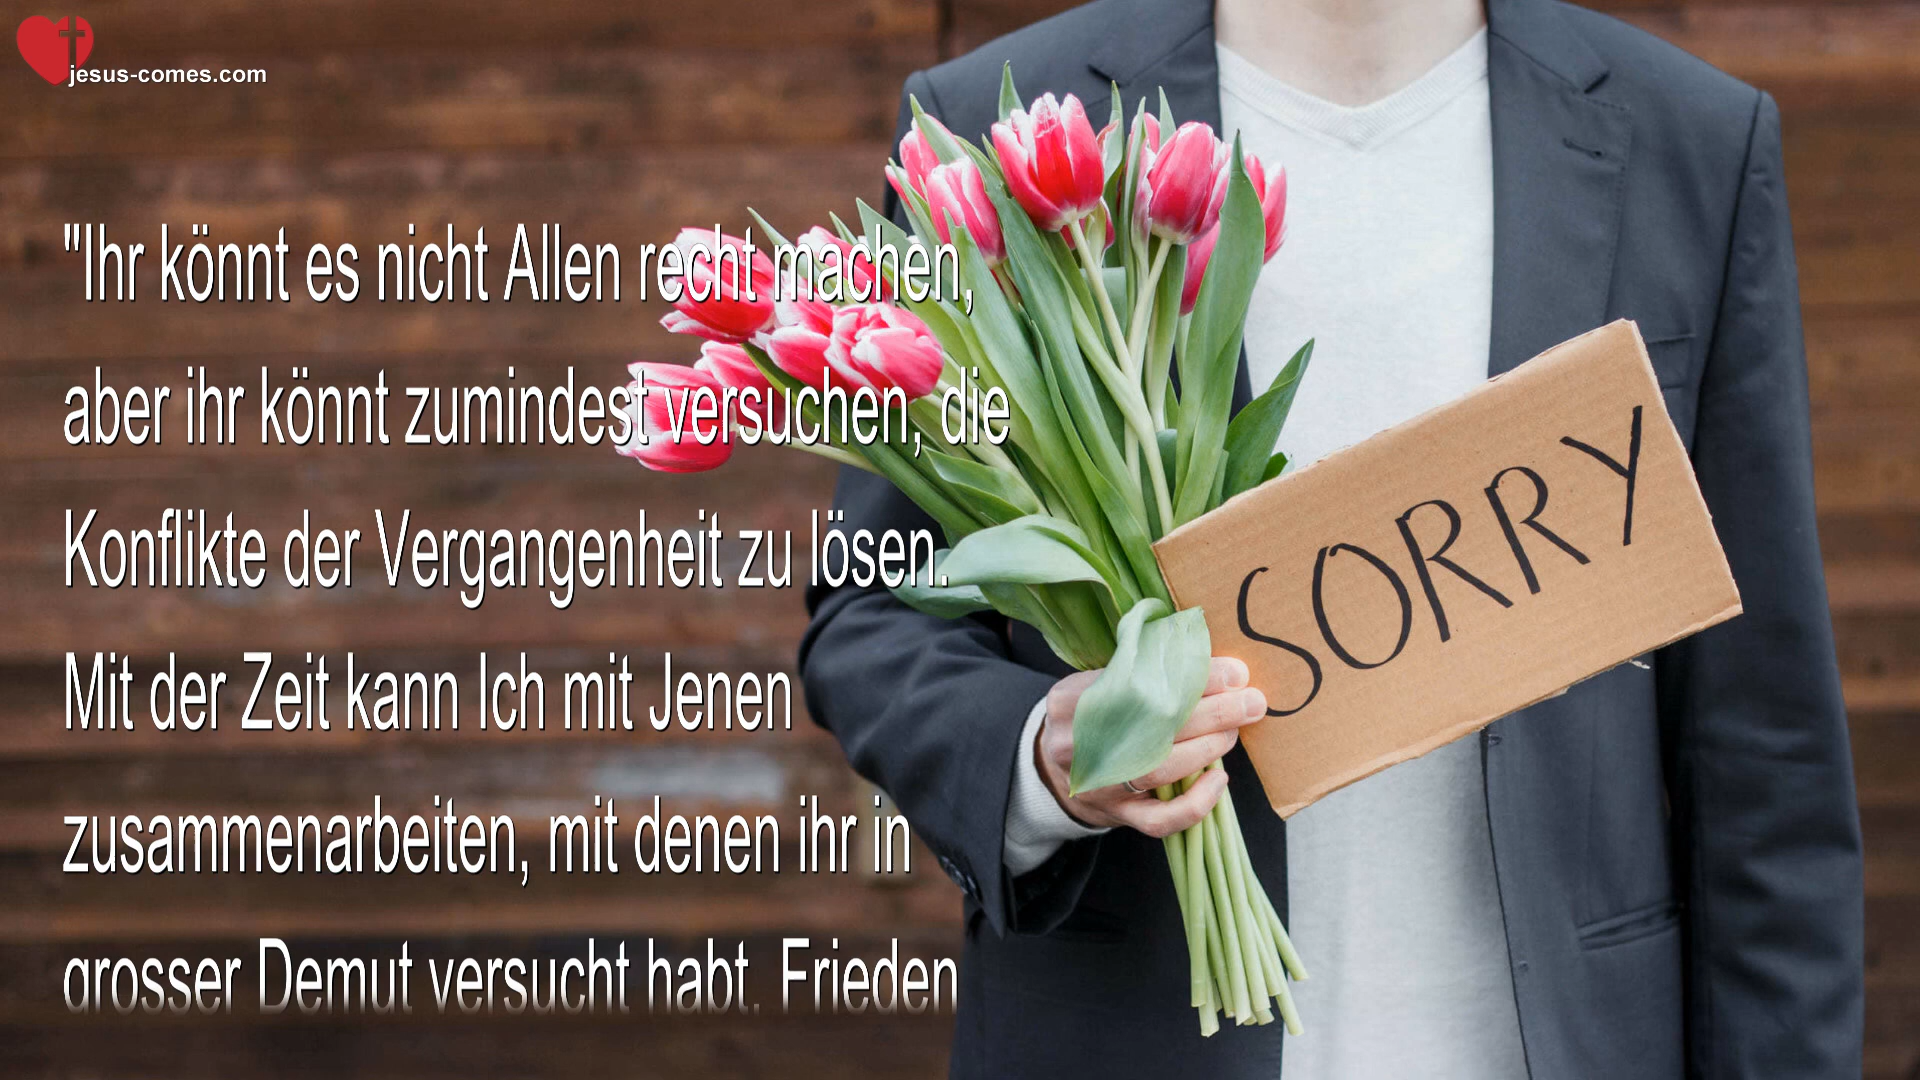 jesus-comes.com
"Ihr könnt es nicht Allen recht machen,
aber ihr könnt zumindest versuchen, die
Konflikte der Vergangenheit zu lösen.
Mit der Zeit kann Ich mit Jenen
zusammenarbeiten, mit denen ihr in
grosser Demut versucht habt. Frieden
SORRY